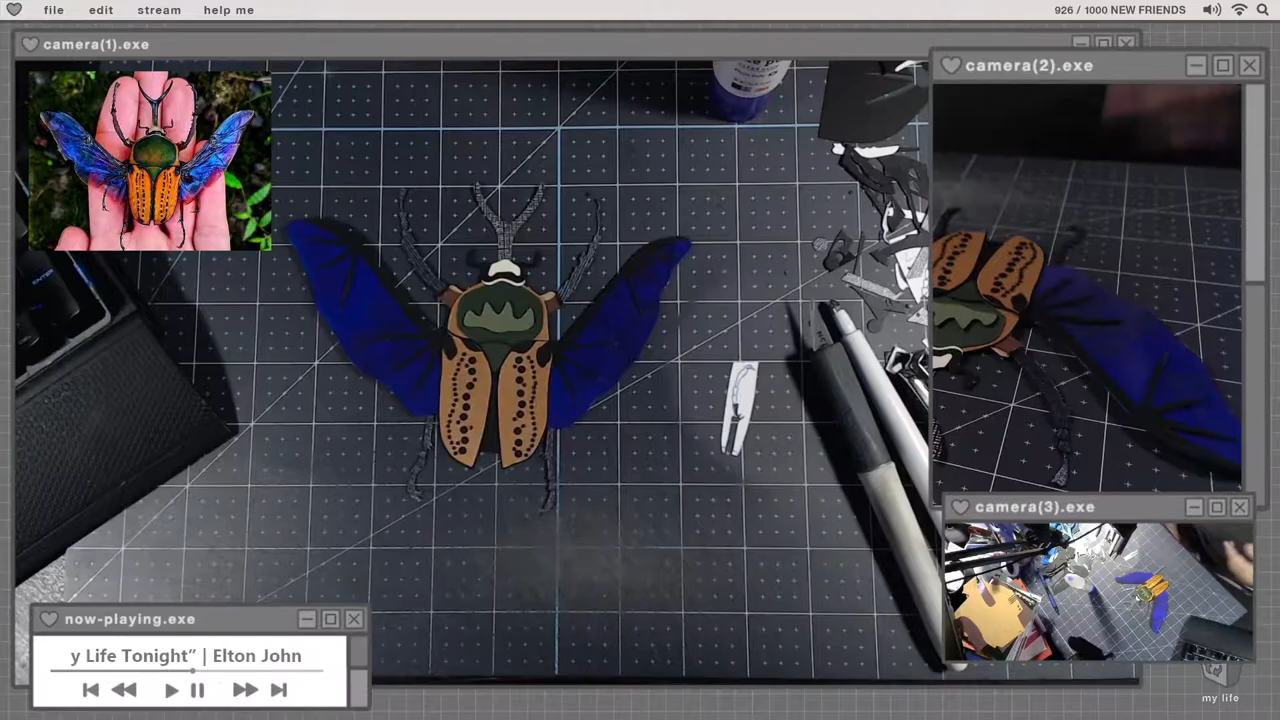 file edit stream help me 926 / 1000 NEW FRIENDS
camera(1).exe
camera(2).exe
ENTER
camera(3).exe
now-playing.exe
y Life Tonight” | Elton John
my life